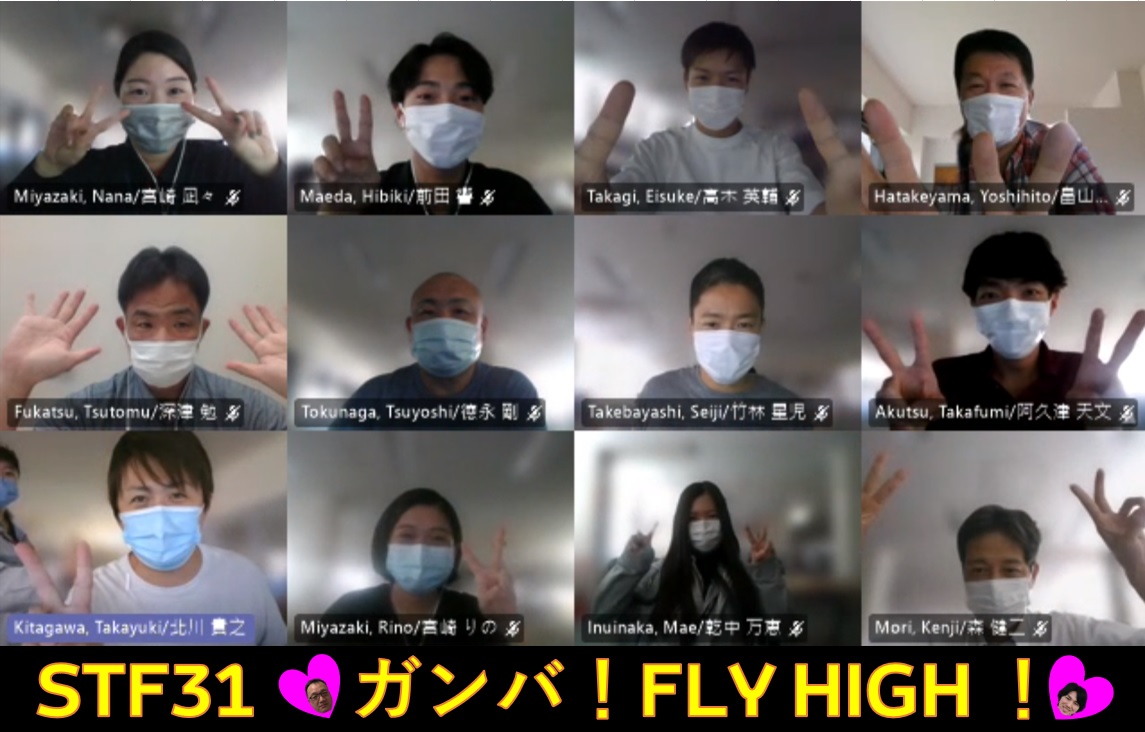 Miyazaki, Nana/宮崎 凪々
Maeda, Hibiki/前田 響
Takagi, Eisuke/高木 英輔
Hatakeyama, Yoshihito/畠山...
Fukatsu, Tsutomu/深津 勉
Tokunaga, Tsuyoshi/徳永 剛
Takebayashi, Seiji/竹林 星児
Akutsu, Takafumi/阿久津 天文
Kitagawa, Takayuki/北川 貴之
Miyazaki, Rino/宮崎 りの
Inuinaka, Mae/乾中 万恵
Mori, Kenji/森 健二
STF31 ガンバ！FLY HIGH ！